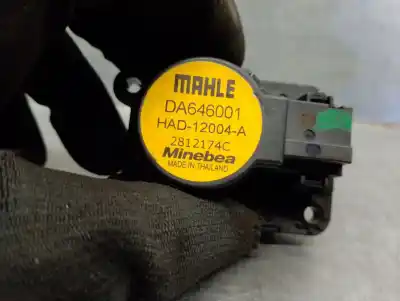 MAHLE
DA646001
HAD-12004-A
2812174C
Minebea
MADE IN THAILAND